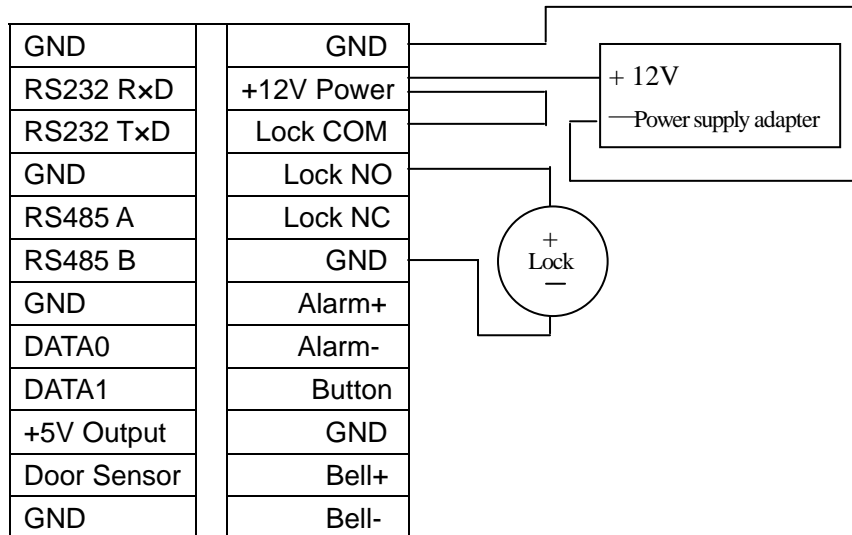 GND GND
RS232 R×D +12V Power
RS232 T×D Lock COM
GND Lock NO
RS485 A Lock NC
RS485 B GND
GND Alarm+
DATA0 Alarm-
DATA1 Button
+5V Output GND
Door Sensor Bell+
GND Bell-
+ 12V
—Power supply adapter
+
Lock
—